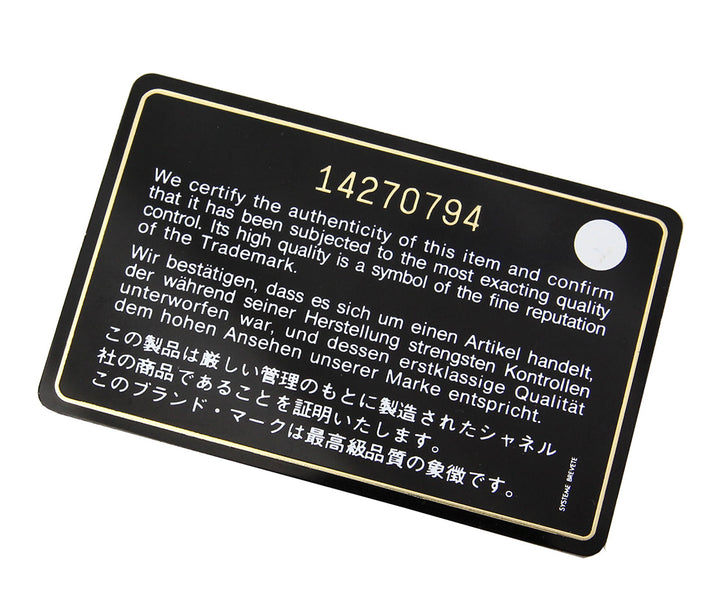 14270794
We certify the authenticity of this item and confirm
that it has been subjected to the most exacting quality
control. Its high quality is a symbol of the fine reputation
of the Trademark.
Wir bestätigen, dass es sich um einen Artikel handelt,
der während seiner Herstellung strengsten Kontrollen
unterworfen war, und dessen erstklassige Qualität
dem hohen Ansehen unserer Marke entspricht.
この製品は厳しい管理のもとに製造されたシャネル
社の商品であることを証明いたします。
このブランド・マークは最高級品質の象徴です。
SYSTEME BREVETE